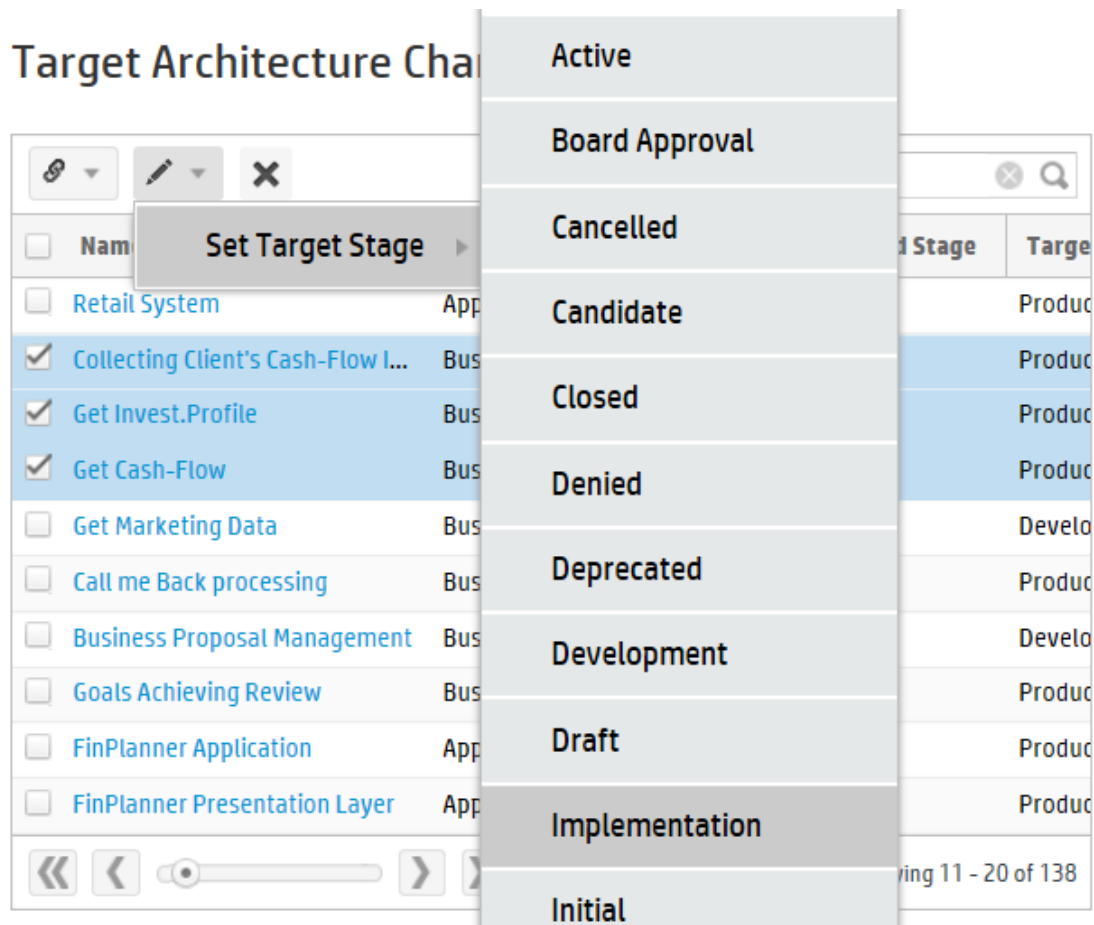 Target Architecture Cha
Set Target Stage
Active
Board Approval
Cancelled
Candidate
Closed
Denied
Deprecated
Development
Draft
Implementation
Initial
Nam d Stage Targe
Retail System App Produc
Collecting Client's Cash-Flow I... Bus Produc
Get Invest.Profile Bus Produc
Get Cash-Flow Bus Produc
Get Marketing Data Bus Develo
Call me Back processing Bus Produc
Business Proposal Management Bus Develo
Goals Achieving Review Bus Produc
FinPlanner Application App Produc
FinPlanner Presentation Layer App Produc
ving 11 - 20 of 138